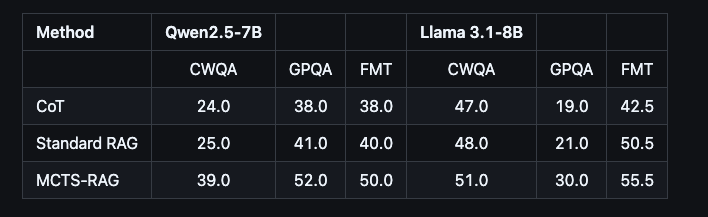 Method Qwen2.5-7B Llama 3.1-8B
CWQA GPQA FMT CWQA GPQA FMT
CoT 24.0 38.0 38.0 47.0 19.0 42.5
Standard RAG 25.0 41.0 40.0 48.0 21.0 50.5
MCTS-RAG 39.0 52.0 50.0 51.0 30.0 55.5